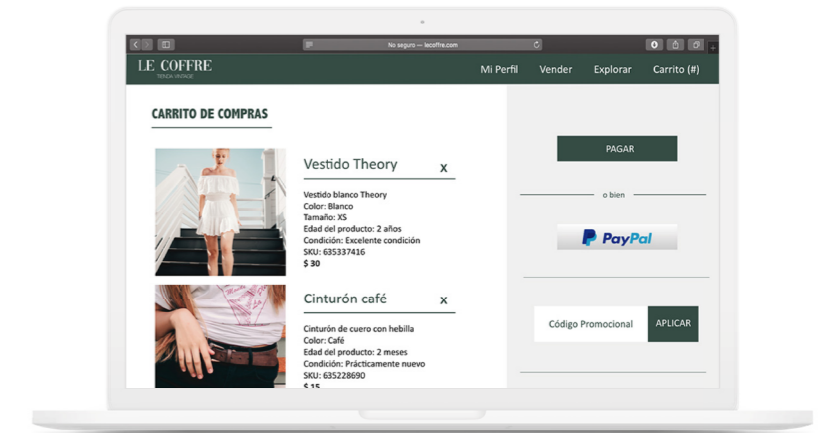 No seguro — lecoffre.com
LE COFFRE
TIENDA VINTAGE
Mi Perfil
Vender
Explorar
Carrito (#)
CARRITO DE COMPRAS
Vestido Theory
X
Vestido blanco Theory
Color: Blanco
Tamaño: XS
Edad del producto: 2 años
Condición: Excelente condición
SKU: 635337416
$ 30
Cinturón café
X
Cinturón de cuero con hebilla
Color: Café
Edad del producto: 2 meses
Condición: Prácticamente nuevo
SKU: 635228690
$ 15
PAGAR
o bien
PayPal
Código Promocional
APLICAR